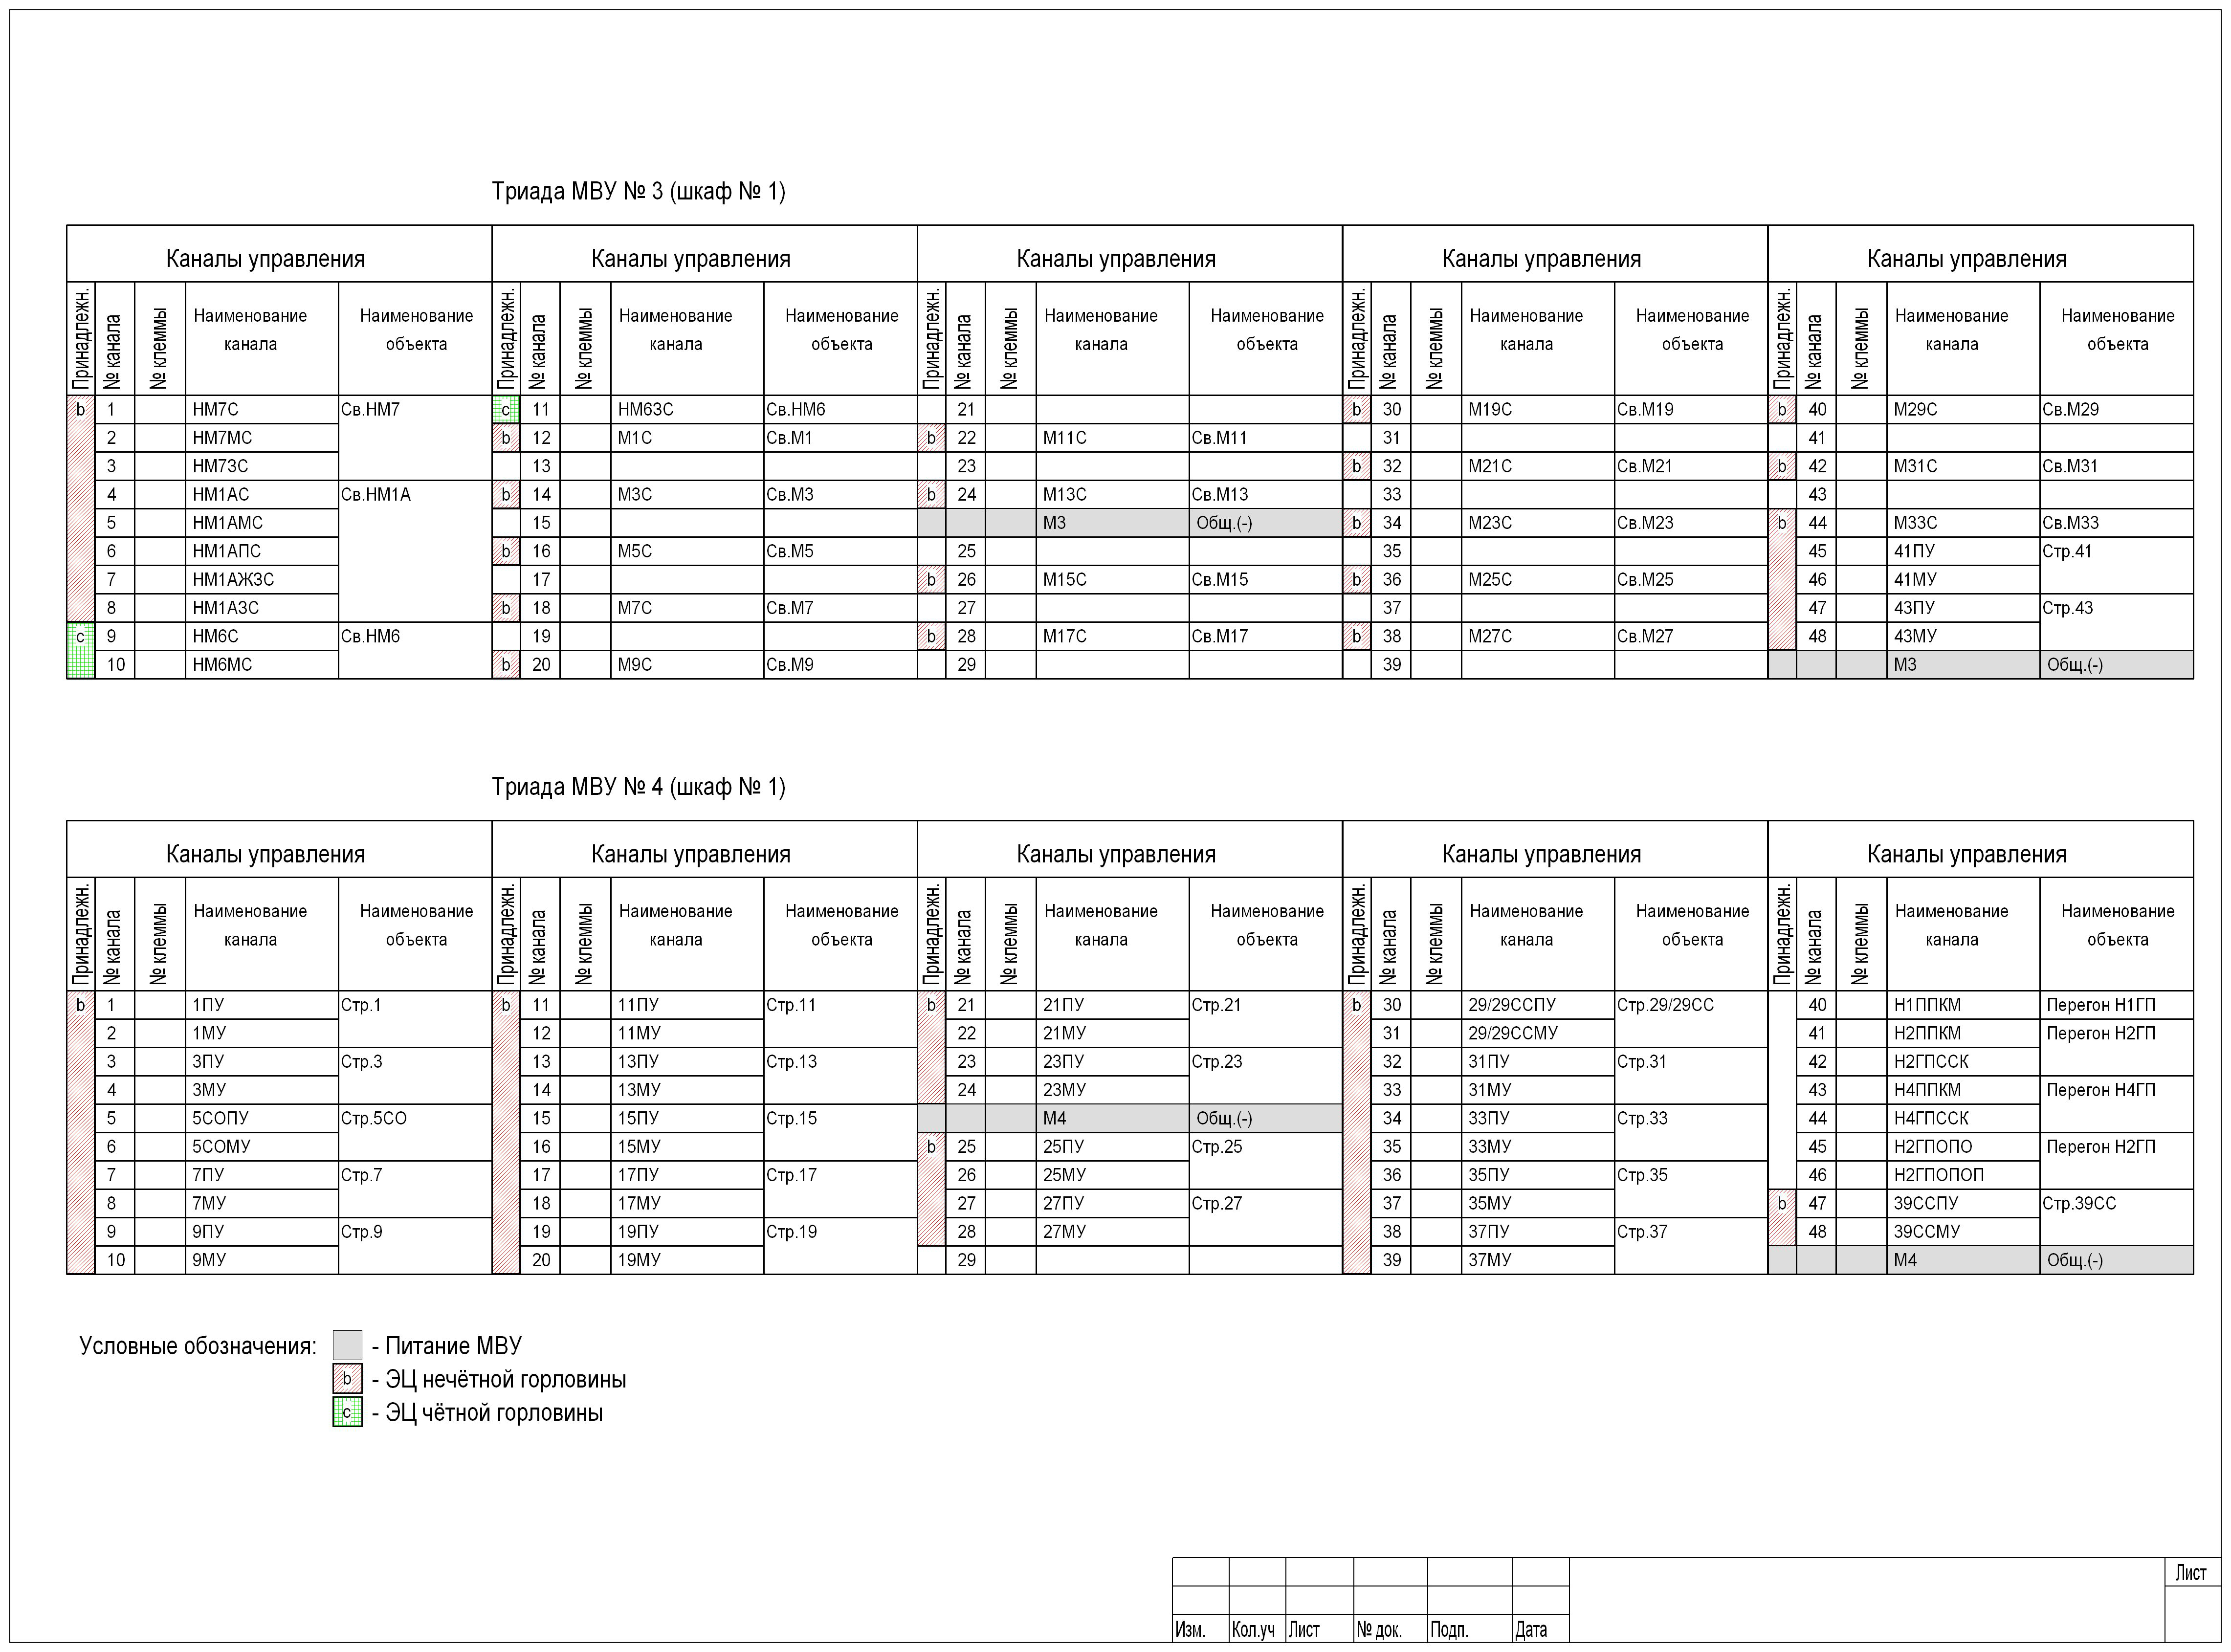 Триада МВУ № 3 (шкаф № 1)
Каналы управления Каналы управления Каналы управления Каналы управления Каналы управления
Принадлежн. № канала № клеммы Наименование канала Наименование объекта Принадлежн. № канала № клеммы Наименование канала Наименование объекта Принадлежн. № канала № клеммы Наименование канала Наименование объекта Принадлежн. № канала № клеммы Наименование канала Наименование объекта Принадлежн. № канала № клеммы Наименование канала Наименование объекта
b 1 НМ7С Св.НМ7 c 11 НМ6ЗС Св.НМ6 21 b 30 М19С Св.М19 b 40 М29С Св.М29
2 НМ7МС b 12 М1С Св.М1 b 22 М11С Св.М11 31 41
3 НМ7ЗС 13 23 b 32 М21С Св.М21 b 42 М31С Св.М31
4 НМ1АС Св.НМ1А b 14 М3С Св.М3 b 24 М13С Св.М13 33 43
5 НМ1АМС 15 М3 Общ.(-) b 34 М23С Св.М23 b 44 М33С Св.М33
6 НМ1АПС b 16 М5С Св.М5 25 35 45 41ПУ Стр.41
7 НМ1АЖЗС 17 b 26 М15С Св.М15 b 36 М25С Св.М25 46 41МУ
8 НМ1АЗС b 18 М7С Св.М7 27 37 47 43ПУ Стр.43
c 9 НМ6С Св.НМ6 19 b 28 М17С Св.М17 b 38 М27С Св.М27 48 43МУ
10 НМ6МС b 20 М9С Св.М9 29 39 М3 Общ.(-)
Триада МВУ № 4 (шкаф № 1)
Каналы управления Каналы управления Каналы управления Каналы управления Каналы управления
Принадлежн. № канала № клеммы Наименование канала Наименование объекта Принадлежн. № канала № клеммы Наименование канала Наименование объекта Принадлежн. № канала № клеммы Наименование канала Наименование объекта Принадлежн. № канала № клеммы Наименование канала Наименование объекта Принадлежн. № канала № клеммы Наименование канала Наименование объекта
b 1 1ПУ Стр.1 b 11 11ПУ Стр.11 b 21 21ПУ Стр.21 b 30 29/29ССПУ Стр.29/29СС 40 Н1ППКМ Перегон Н1ГП
2 1МУ 12 11МУ 22 21МУ 31 29/29ССМУ 41 Н2ППКМ Перегон Н2ГП
3 3ПУ Стр.3 13 13ПУ Стр.13 23 23ПУ Стр.23 32 31ПУ Стр.31 42 Н2ГПССК
4 3МУ 14 13МУ 24 23МУ 33 31МУ 43 Н4ППКМ Перегон Н4ГП
5 5СОПУ Стр.5СО 15 15ПУ Стр.15 М4 Общ.(-) 34 33ПУ Стр.33 44 Н4ГПССК
6 5СОМУ 16 15МУ b 25 25ПУ Стр.25 35 33МУ 45 Н2ГПОПО Перегон Н2ГП
7 7ПУ Стр.7 17 17ПУ Стр.17 26 25МУ 36 35ПУ Стр.35 46 Н2ГПОПОП
8 7МУ 18 17МУ 27 27ПУ Стр.27 37 35МУ b 47 39ССПУ Стр.39СС
9 9ПУ Стр.9 19 19ПУ Стр.19 28 27МУ 38 37ПУ Стр.37 48 39ССМУ
10 9МУ 20 19МУ 29 39 37МУ М4 Общ.(-)
Условные обозначения: - Питание МВУ
b - ЭЦ нечётной горловины
c - ЭЦ чётной горловины
Лист
Изм. Кол.уч Лист № док. Подп. Дата